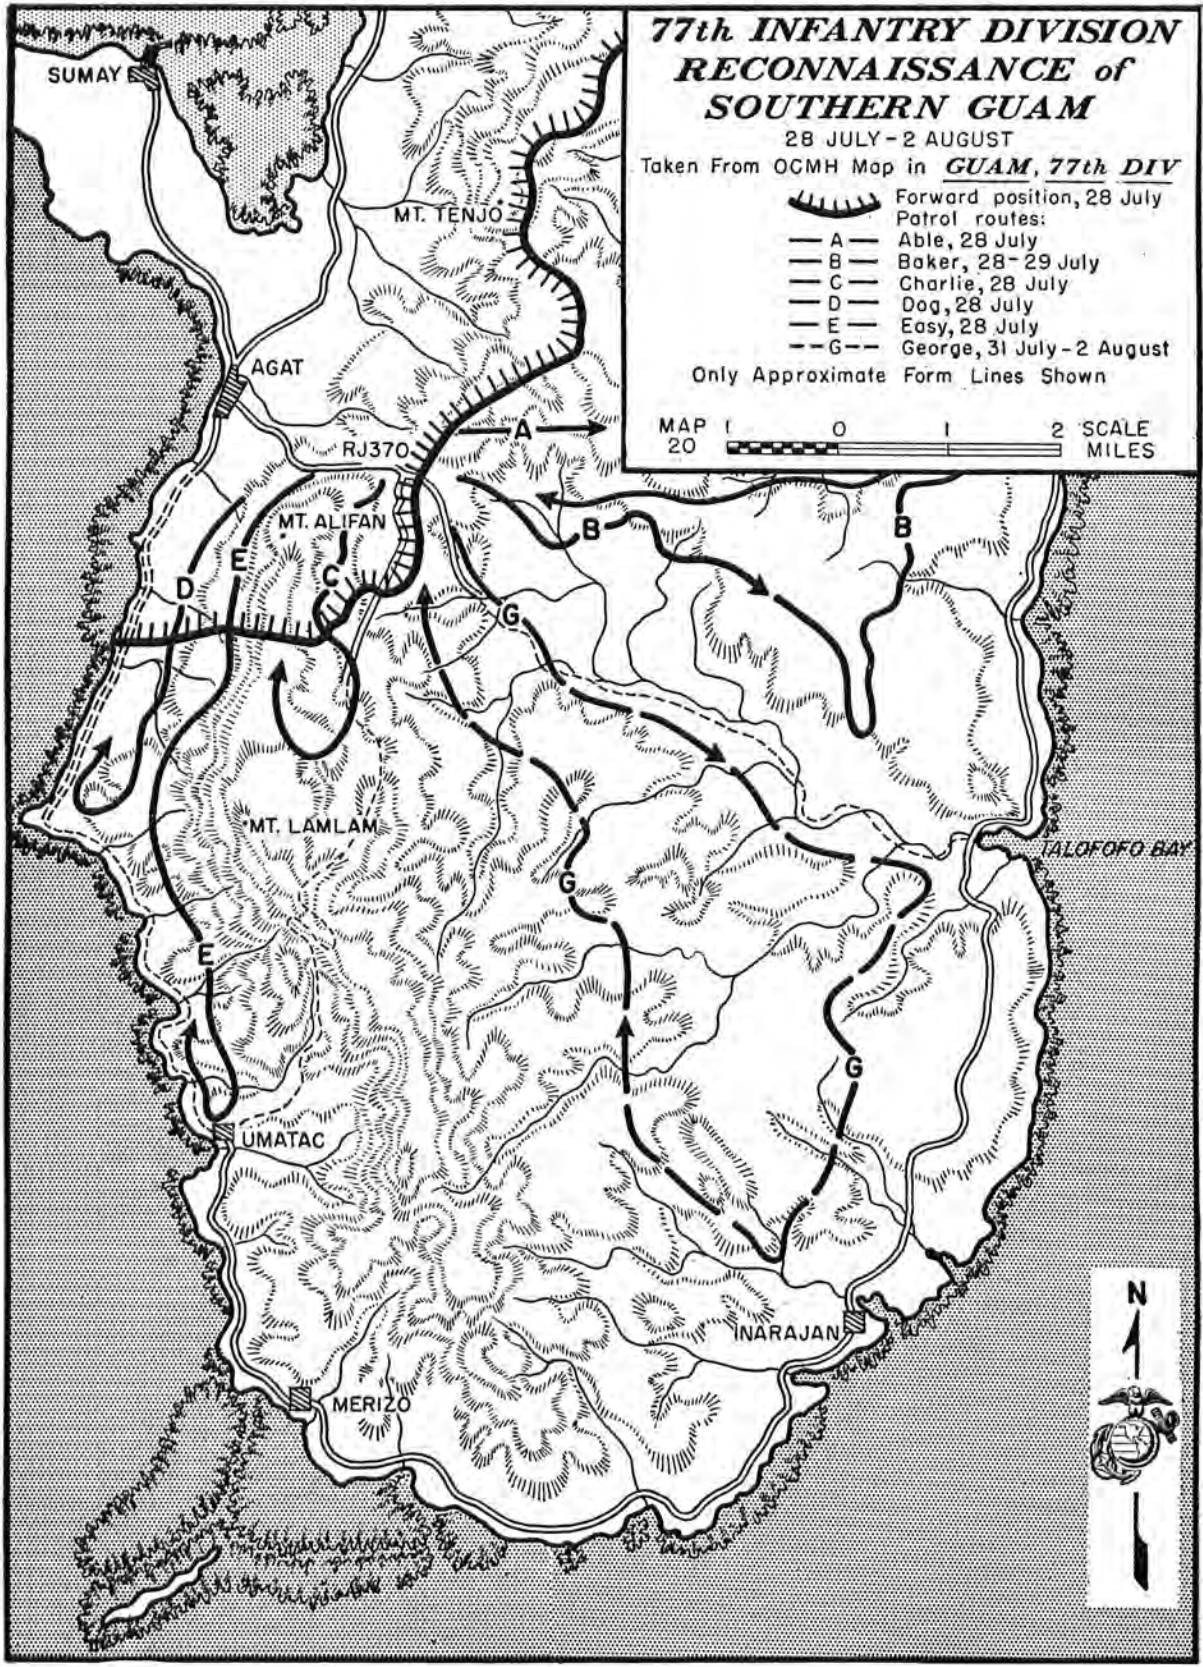 77th INFANTRY DIVISION
RECONNAISSANCE of
SOUTHERN GUAM
28 JULY-2 AUGUST
Taken From OCMH Map in GUAM, 77th DIV
Forward position, 28 July
Patrol routes:
A Able, 28 July
B Baker, 28-29 July
C Charlie, 28 July
D Dog, 28 July
E Easy, 28 July
G George, 31 July-2 August
Only Approximate Form Lines Shown
MAP 1 0 1 2 SCALE
20 MILES
SUMAY
MT. TENJO
AGAT
RJ370
A
MT. ALIFAN
B
B
E
D
C
G
MT. LAMLAM
TALOFOFO BAY
G
E
G
UMATAC
N
INARAJAN
MERIZO